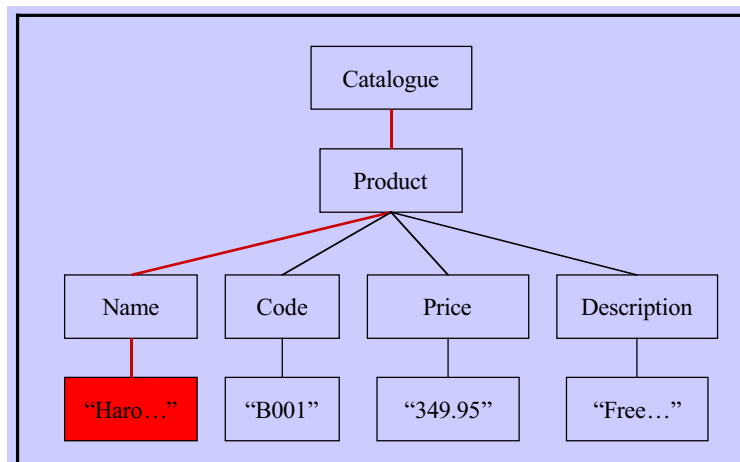 Catalogue
Product
Name
Code
Price
Description
“Haro…”
“B001”
“349.95”
“Free…”